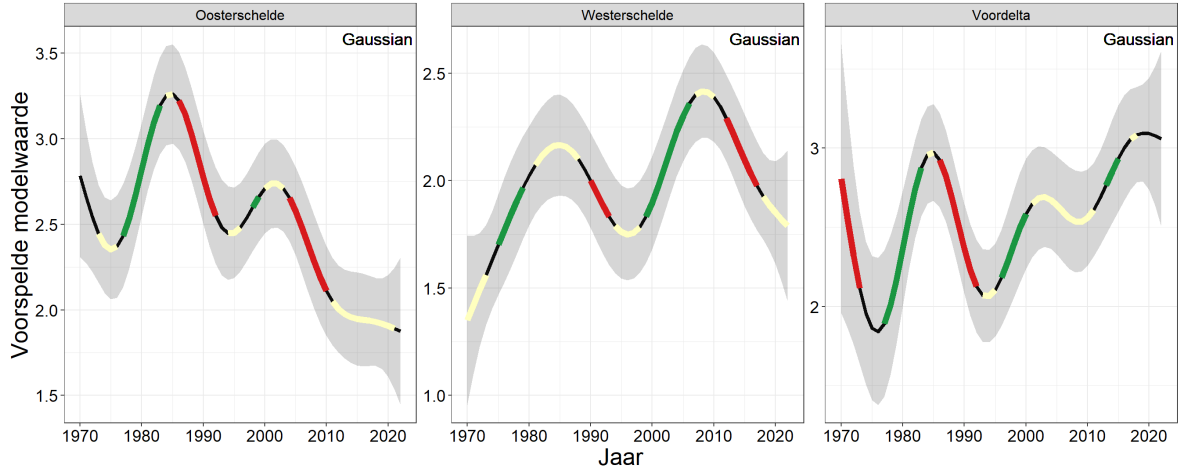 Oosterschelde
Westerschelde
Voordelta
Voorspelde modelwaarde
Gaussian
3.5
3.0
2.5
2.0
1.5
1970 1980 1990 2000 2010 2020
Gaussian
2.5
2.0
1.5
1.0
1970 1980 1990 2000 2010 2020
Gaussian
3
2
1970 1980 1990 2000 2010 2020
Jaar